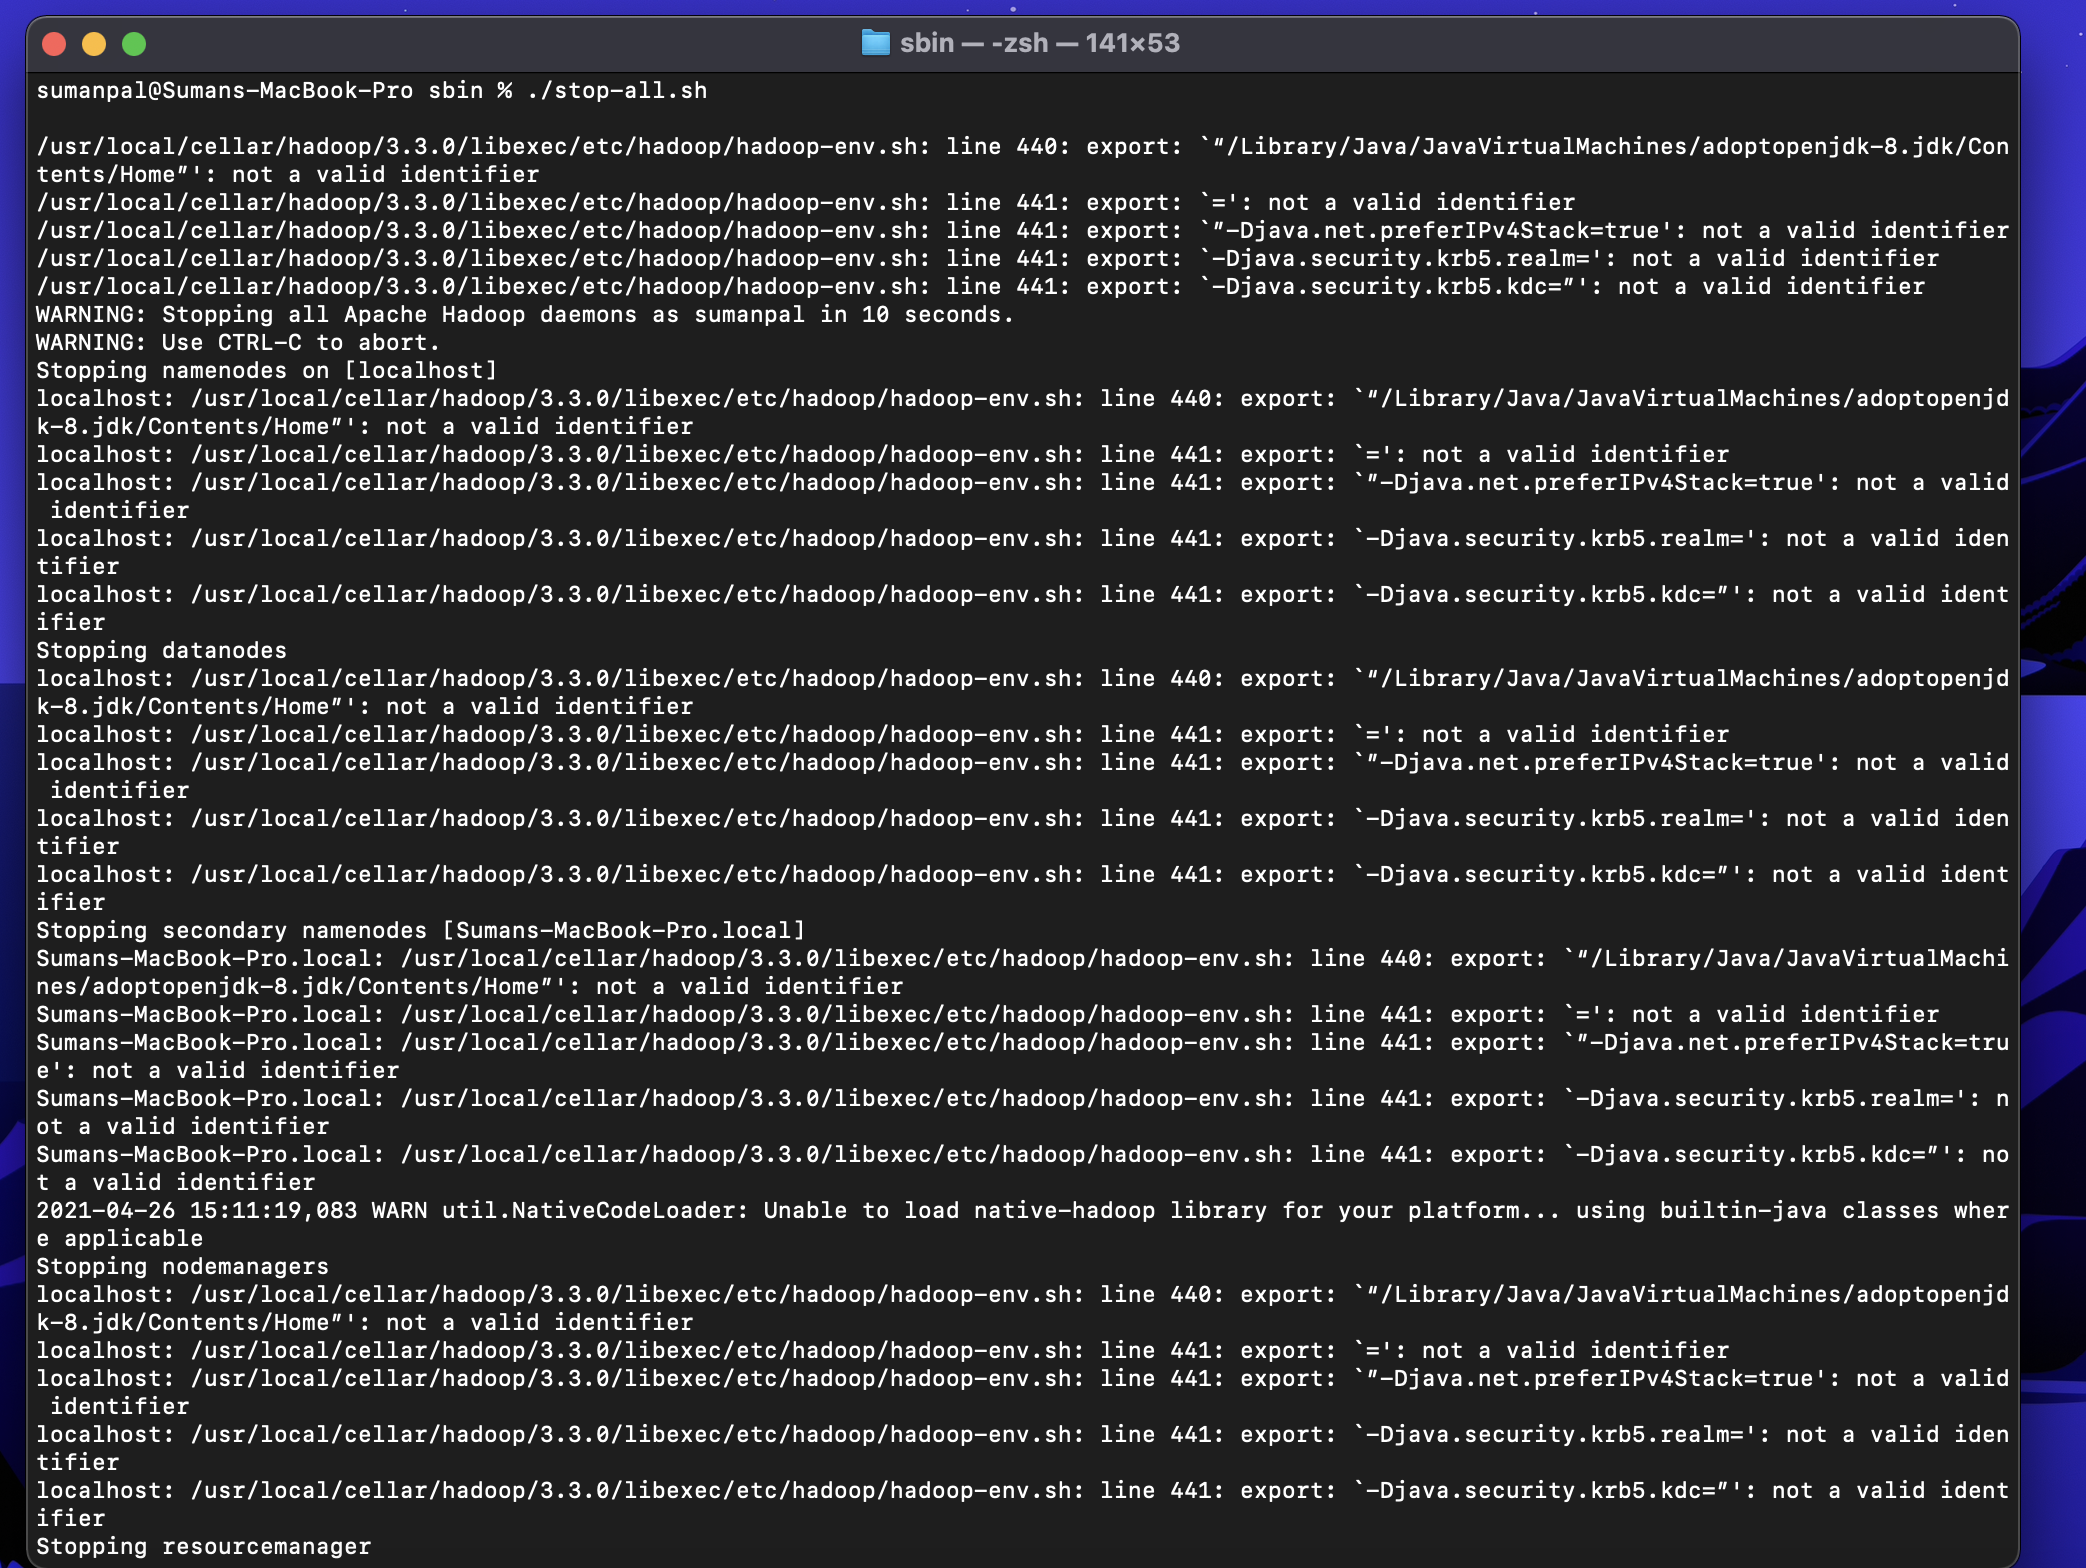 sbin — -zsh — 141×53
sumanpal@Sumans-MacBook-Pro sbin % ./stop-all.sh
/usr/local/cellar/hadoop/3.3.0/libexec/etc/hadoop/hadoop-env.sh: line 440: export: `“/Library/Java/JavaVirtualMachines/adoptopenjdk-8.jdk/Con
tents/Home”': not a valid identifier
/usr/local/cellar/hadoop/3.3.0/libexec/etc/hadoop/hadoop-env.sh: line 441: export: `=': not a valid identifier
/usr/local/cellar/hadoop/3.3.0/libexec/etc/hadoop/hadoop-env.sh: line 441: export: `”-Djava.net.preferIPv4Stack=true': not a valid identifier
/usr/local/cellar/hadoop/3.3.0/libexec/etc/hadoop/hadoop-env.sh: line 441: export: `-Djava.security.krb5.realm=': not a valid identifier
/usr/local/cellar/hadoop/3.3.0/libexec/etc/hadoop/hadoop-env.sh: line 441: export: `-Djava.security.krb5.kdc=”': not a valid identifier
WARNING: Stopping all Apache Hadoop daemons as sumanpal in 10 seconds.
WARNING: Use CTRL-C to abort.
Stopping namenodes on [localhost]
localhost: /usr/local/cellar/hadoop/3.3.0/libexec/etc/hadoop/hadoop-env.sh: line 440: export: `“/Library/Java/JavaVirtualMachines/adoptopenjd
k-8.jdk/Contents/Home”': not a valid identifier
localhost: /usr/local/cellar/hadoop/3.3.0/libexec/etc/hadoop/hadoop-env.sh: line 441: export: `=': not a valid identifier
localhost: /usr/local/cellar/hadoop/3.3.0/libexec/etc/hadoop/hadoop-env.sh: line 441: export: `”-Djava.net.preferIPv4Stack=true': not a valid
 identifier
localhost: /usr/local/cellar/hadoop/3.3.0/libexec/etc/hadoop/hadoop-env.sh: line 441: export: `-Djava.security.krb5.realm=': not a valid iden
tifier
localhost: /usr/local/cellar/hadoop/3.3.0/libexec/etc/hadoop/hadoop-env.sh: line 441: export: `-Djava.security.krb5.kdc=”': not a valid ident
ifier
Stopping datanodes
localhost: /usr/local/cellar/hadoop/3.3.0/libexec/etc/hadoop/hadoop-env.sh: line 440: export: `“/Library/Java/JavaVirtualMachines/adoptopenjd
k-8.jdk/Contents/Home”': not a valid identifier
localhost: /usr/local/cellar/hadoop/3.3.0/libexec/etc/hadoop/hadoop-env.sh: line 441: export: `=': not a valid identifier
localhost: /usr/local/cellar/hadoop/3.3.0/libexec/etc/hadoop/hadoop-env.sh: line 441: export: `”-Djava.net.preferIPv4Stack=true': not a valid
 identifier
localhost: /usr/local/cellar/hadoop/3.3.0/libexec/etc/hadoop/hadoop-env.sh: line 441: export: `-Djava.security.krb5.realm=': not a valid iden
tifier
localhost: /usr/local/cellar/hadoop/3.3.0/libexec/etc/hadoop/hadoop-env.sh: line 441: export: `-Djava.security.krb5.kdc=”': not a valid ident
ifier
Stopping secondary namenodes [Sumans-MacBook-Pro.local]
Sumans-MacBook-Pro.local: /usr/local/cellar/hadoop/3.3.0/libexec/etc/hadoop/hadoop-env.sh: line 440: export: `“/Library/Java/JavaVirtualMachi
nes/adoptopenjdk-8.jdk/Contents/Home”': not a valid identifier
Sumans-MacBook-Pro.local: /usr/local/cellar/hadoop/3.3.0/libexec/etc/hadoop/hadoop-env.sh: line 441: export: `=': not a valid identifier
Sumans-MacBook-Pro.local: /usr/local/cellar/hadoop/3.3.0/libexec/etc/hadoop/hadoop-env.sh: line 441: export: `”-Djava.net.preferIPv4Stack=tru
e': not a valid identifier
Sumans-MacBook-Pro.local: /usr/local/cellar/hadoop/3.3.0/libexec/etc/hadoop/hadoop-env.sh: line 441: export: `-Djava.security.krb5.realm=': n
ot a valid identifier
Sumans-MacBook-Pro.local: /usr/local/cellar/hadoop/3.3.0/libexec/etc/hadoop/hadoop-env.sh: line 441: export: `-Djava.security.krb5.kdc=”': no
t a valid identifier
2021-04-26 15:11:19,083 WARN util.NativeCodeLoader: Unable to load native-hadoop library for your platform... using builtin-java classes wher
e applicable
Stopping nodemanagers
localhost: /usr/local/cellar/hadoop/3.3.0/libexec/etc/hadoop/hadoop-env.sh: line 440: export: `“/Library/Java/JavaVirtualMachines/adoptopenjd
k-8.jdk/Contents/Home”': not a valid identifier
localhost: /usr/local/cellar/hadoop/3.3.0/libexec/etc/hadoop/hadoop-env.sh: line 441: export: `=': not a valid identifier
localhost: /usr/local/cellar/hadoop/3.3.0/libexec/etc/hadoop/hadoop-env.sh: line 441: export: `”-Djava.net.preferIPv4Stack=true': not a valid
 identifier
localhost: /usr/local/cellar/hadoop/3.3.0/libexec/etc/hadoop/hadoop-env.sh: line 441: export: `-Djava.security.krb5.realm=': not a valid iden
tifier
localhost: /usr/local/cellar/hadoop/3.3.0/libexec/etc/hadoop/hadoop-env.sh: line 441: export: `-Djava.security.krb5.kdc=”': not a valid ident
ifier
Stopping resourcemanager